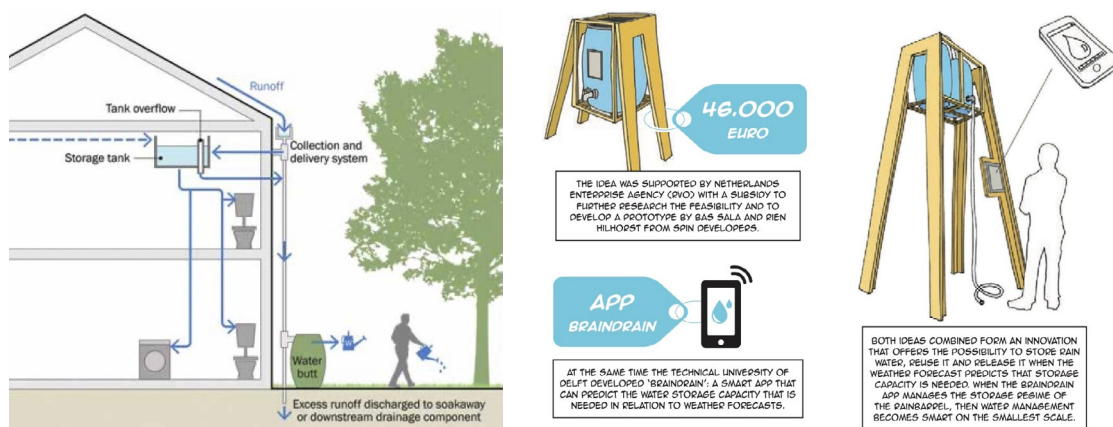 Runoff
Tank overflow
Storage tank
Collection and
delivery system
Water
butt
Excess runoff discharged to soakaway
or downstream drainage component
46.000
EURO
THE IDEA WAS SUPPORTED BY NETHERLANDS
ENTERPRISE AGENCY (RVO) WITH A SUBSIDY TO
FURTHER RESEARCH THE FEASIBILITY AND TO
DEVELOP A PROTOTYPE BY BAS SALA AND RIEN
HILHORST FROM SPIN DEVELOPERS.
APP
BRAINDRAIN
AT THE SAME TIME THE TECHNICAL UNIVERSITY OF
DELFT DEVELOPED 'BRAINDRAIN': A SMART APP THAT
CAN PREDICT THE WATER STORAGE CAPACITY THAT IS
NEEDED IN RELATION TO WEATHER FORECASTS.
BOTH IDEAS COMBINED FORM AN INNOVATION
THAT OFFERS THE POSSIBILITY TO STORE RAIN
WATER, REUSE IT AND RELEASE IT WHEN THE
WEATHER FORECAST PREDICTS THAT STORAGE
CAPACITY IS NEEDED. WHEN THE BRAINDRAIN
APP MANAGES THE STORAGE REGIME OF
THE RAINBARREL, THEN WATER MANAGEMENT
BECOMES SMART ON THE SMALLEST SCALE.